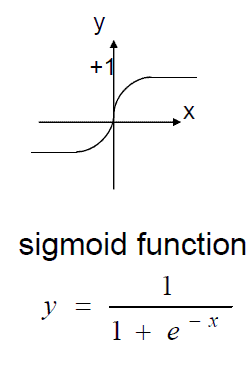 y
+1
x
sigmoid function
y = 1 / (1 + e^{-x})